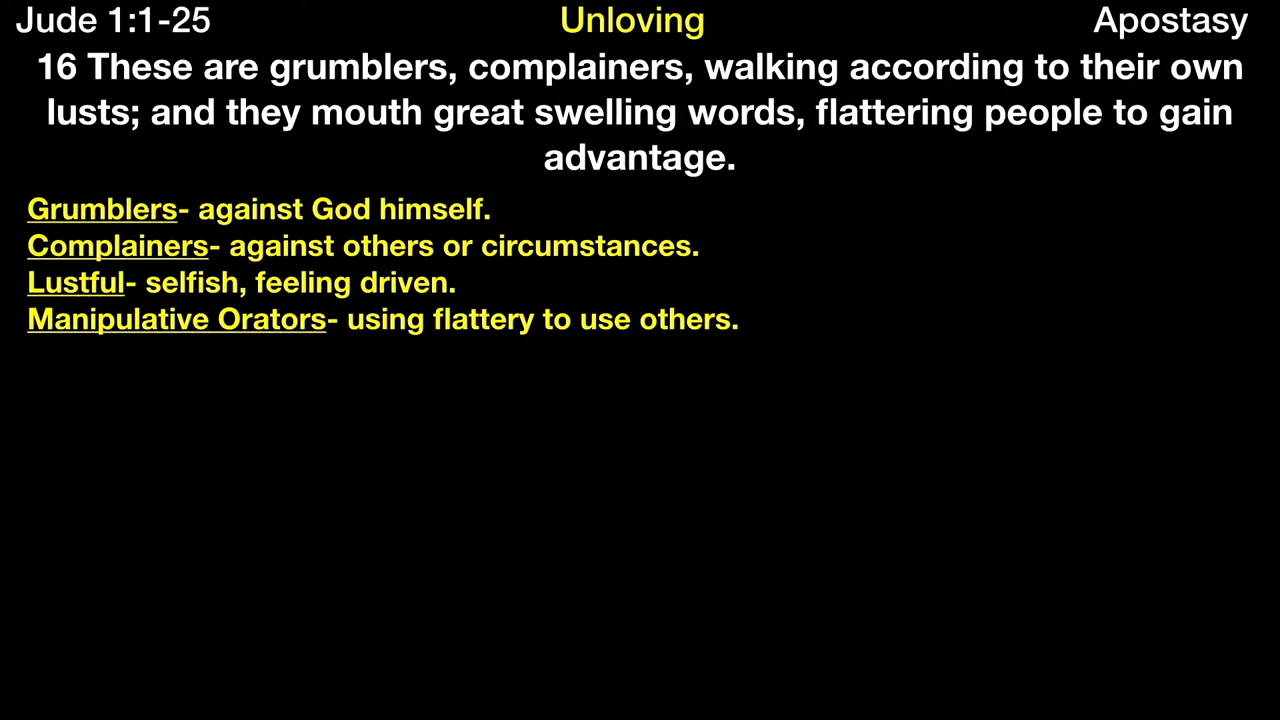 Jude 1:1-25 Unloving Apostasy
16 These are grumblers, complainers, walking according to their own
lusts; and they mouth great swelling words, flattering people to gain
advantage.
Grumblers- against God himself.
Complainers- against others or circumstances.
Lustful- selfish, feeling driven.
Manipulative Orators- using flattery to use others.